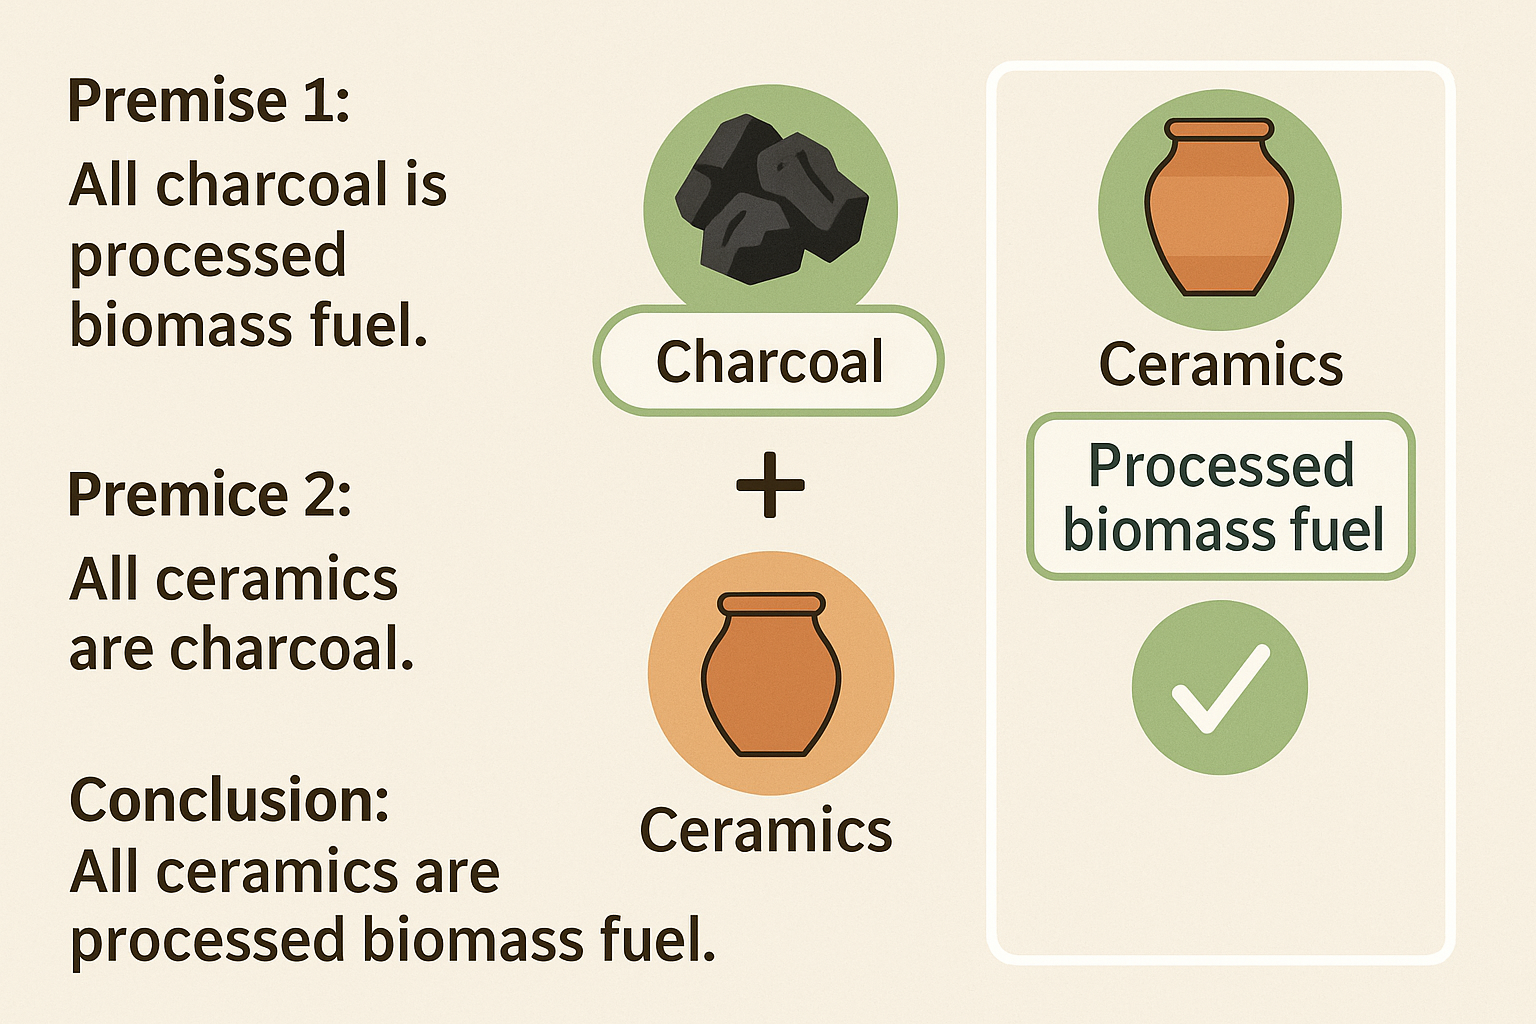 Premise 1:
All charcoal is
processed
biomass fuel.
Premice 2:
All ceramics
are charcoal.
Conclusion:
All ceramics are
processed biomass fuel.
Charcoal
+
Ceramics
Ceramics
Processed
biomass fuel